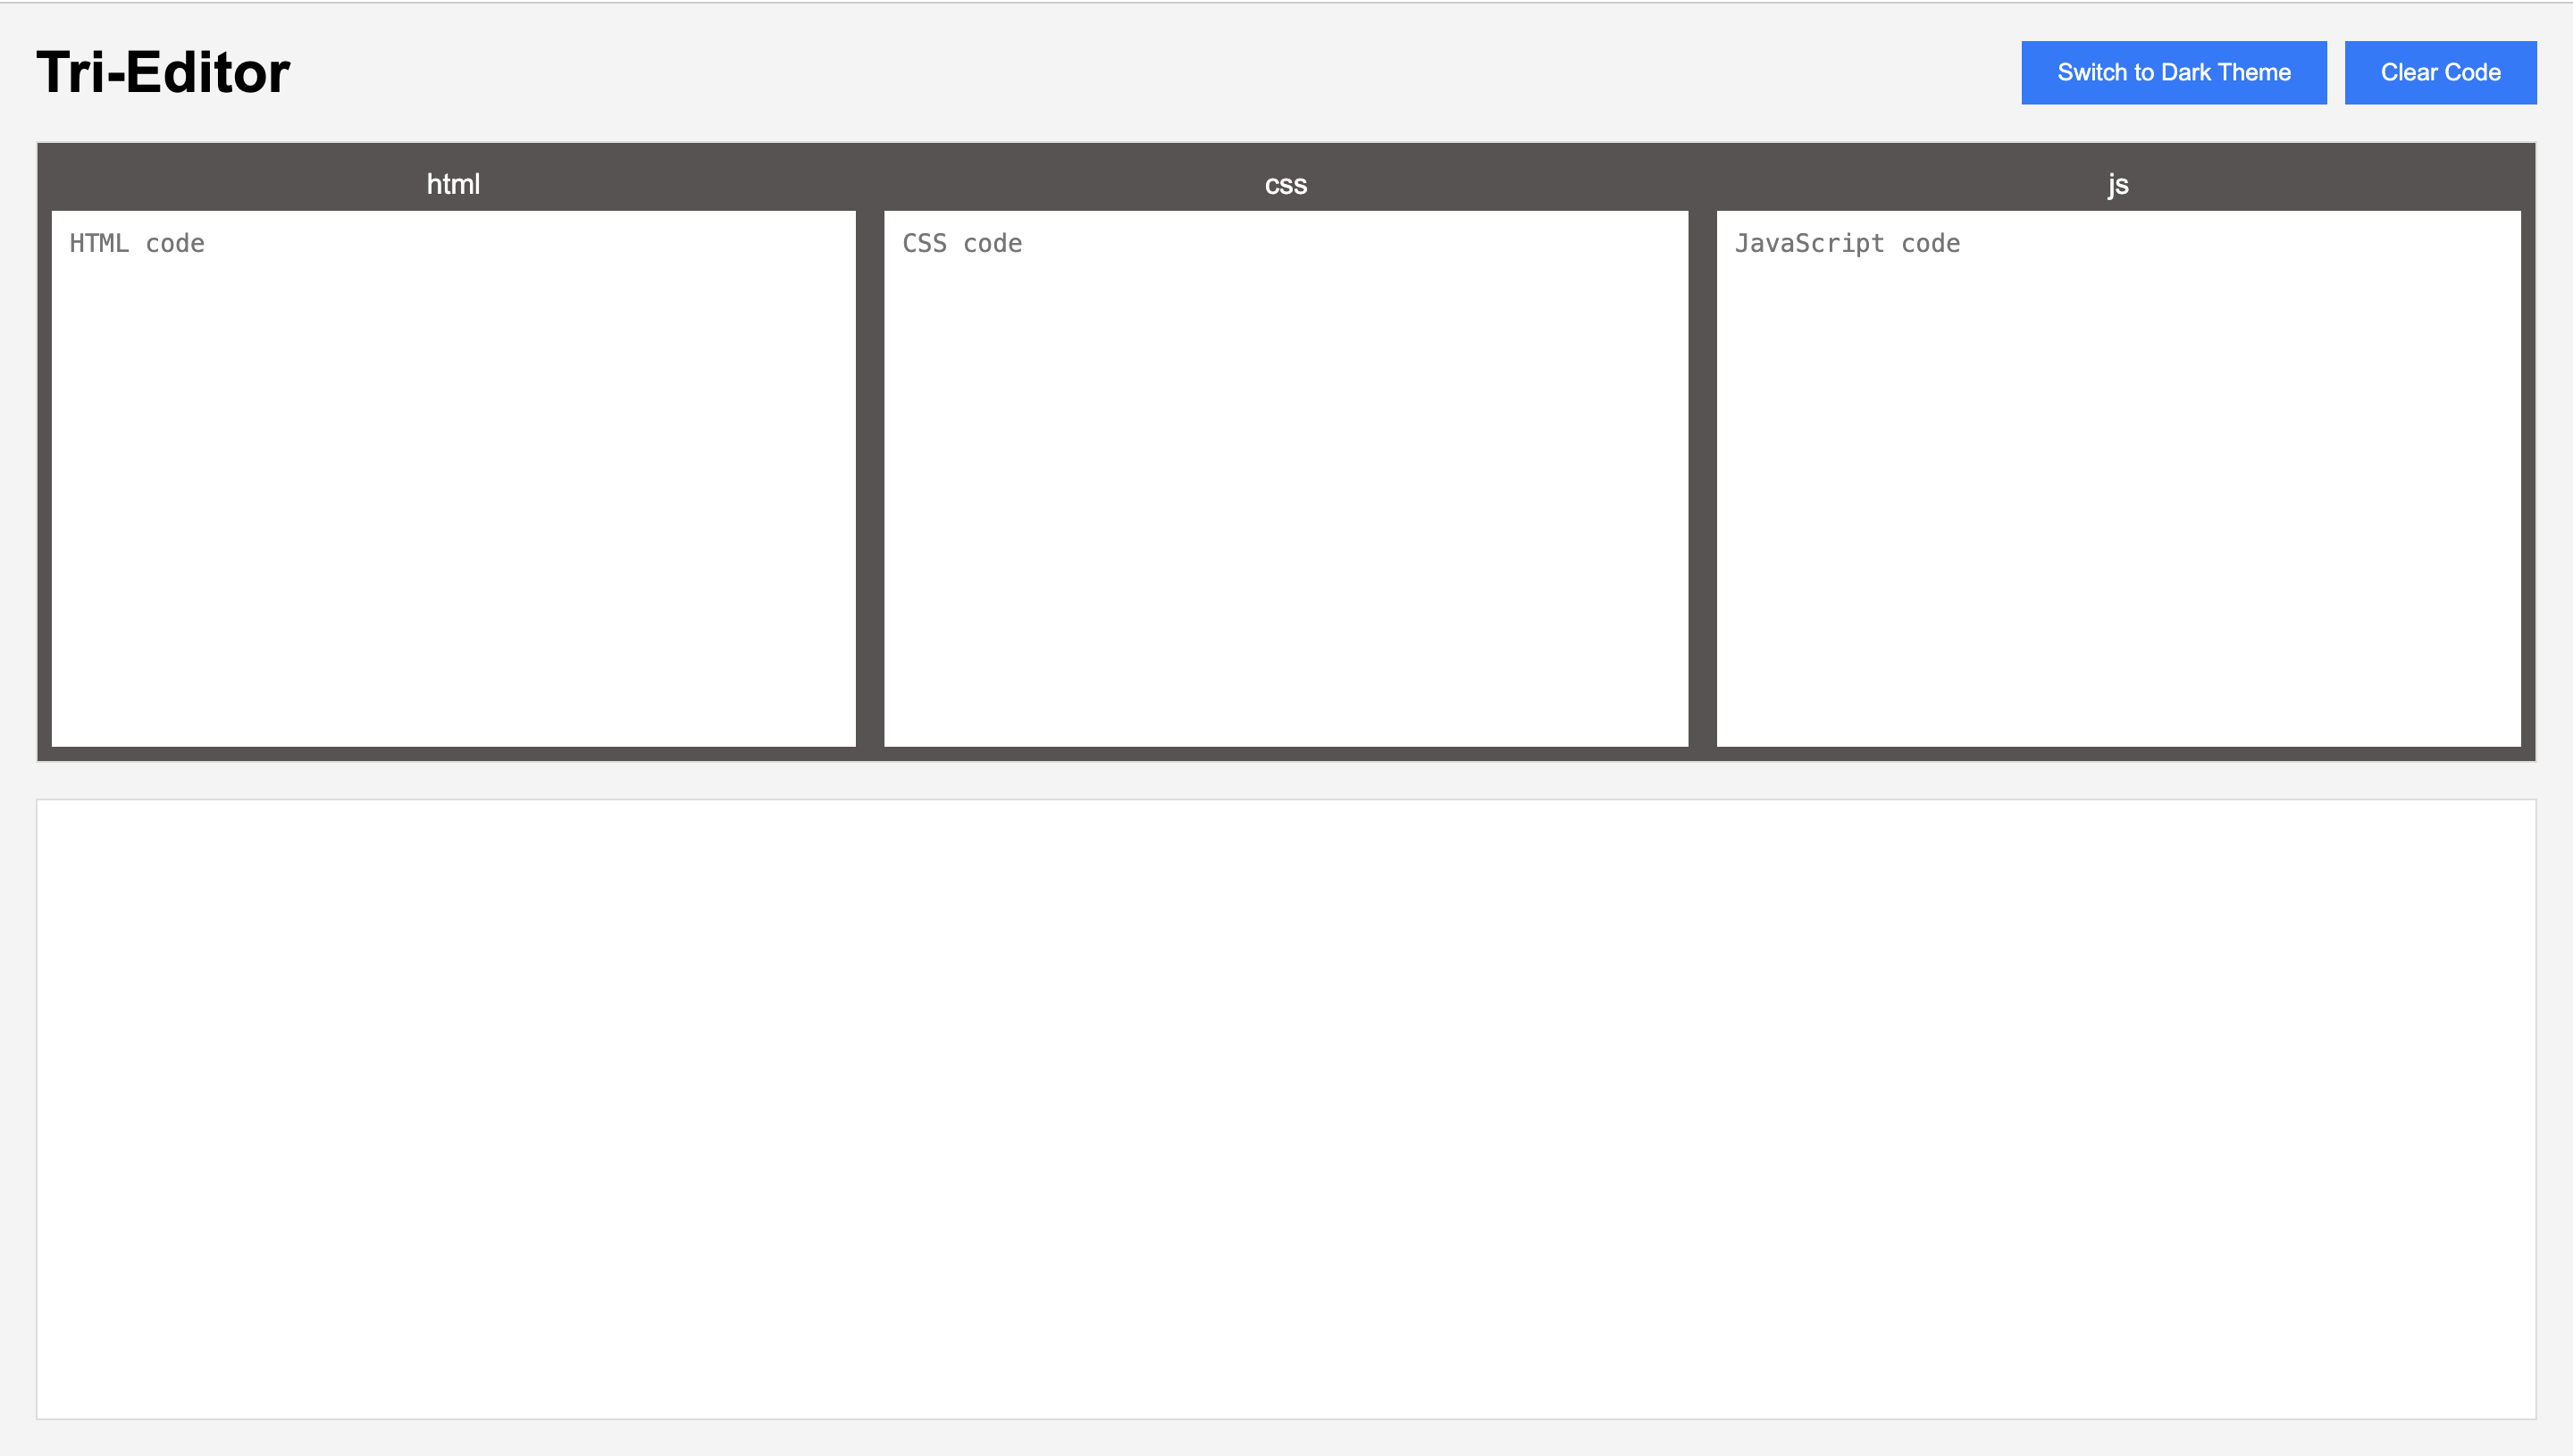 Tri-Editor
Switch to Dark Theme
Clear Code
html
css
js
HTML code
CSS code
JavaScript code